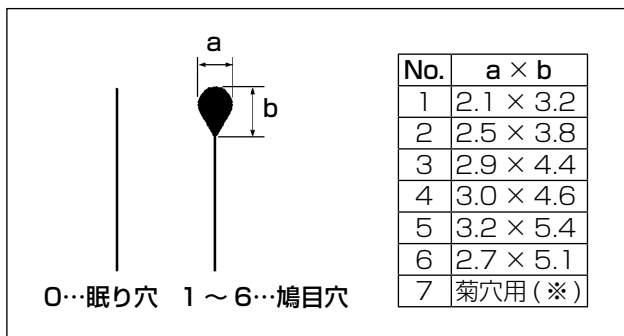 a
b
0…眠り穴 1 ～ 6…鳩目穴
No. a × b
1 2.1 × 3.2
2 2.5 × 3.8
3 2.9 × 4.4
4 3.0 × 4.6
5 3.2 × 5.4
6 2.7 × 5.1
7 菊穴用 ( ※ )